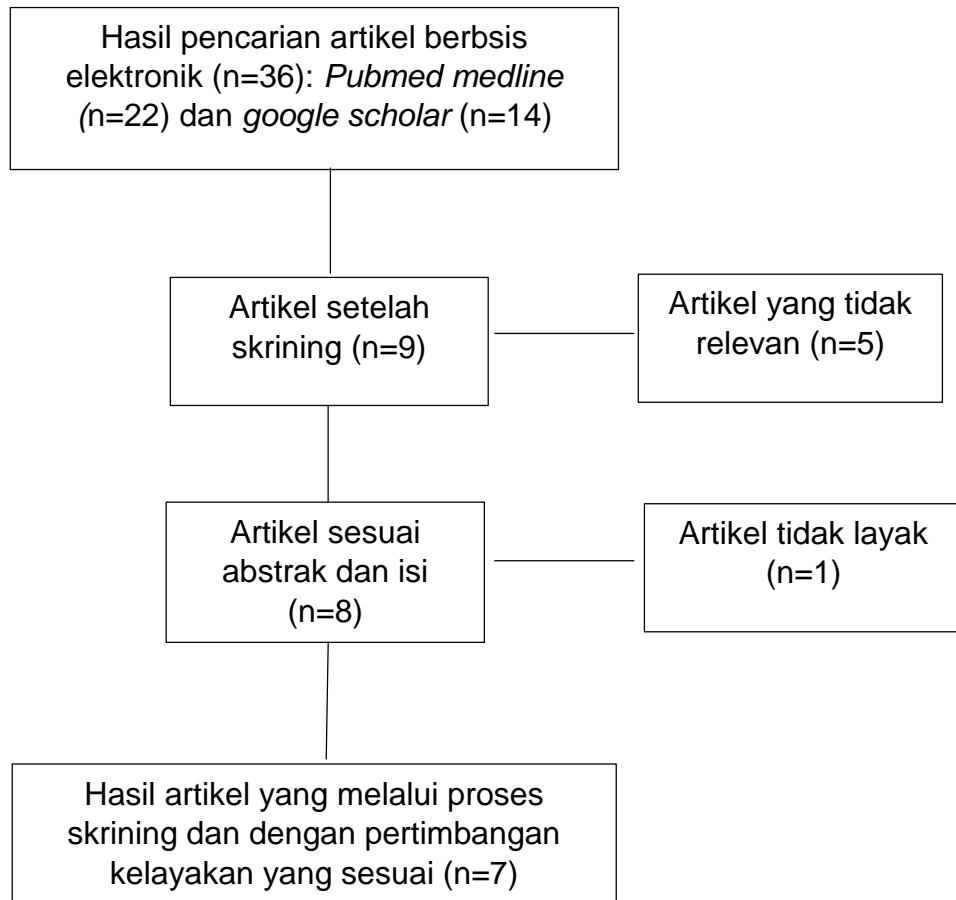 Hasil pencarian artikel berbsis
elektronik (n=36): Pubmed medline
(n=22) dan google scholar (n=14)
Artikel setelah
skrining (n=9)
Artikel yang tidak
relevan (n=5)
Artikel sesuai
abstrak dan isi
(n=8)
Artikel tidak layak
(n=1)
Hasil artikel yang melalui proses
skrining dan dengan pertimbangan
kelayakan yang sesuai (n=7)